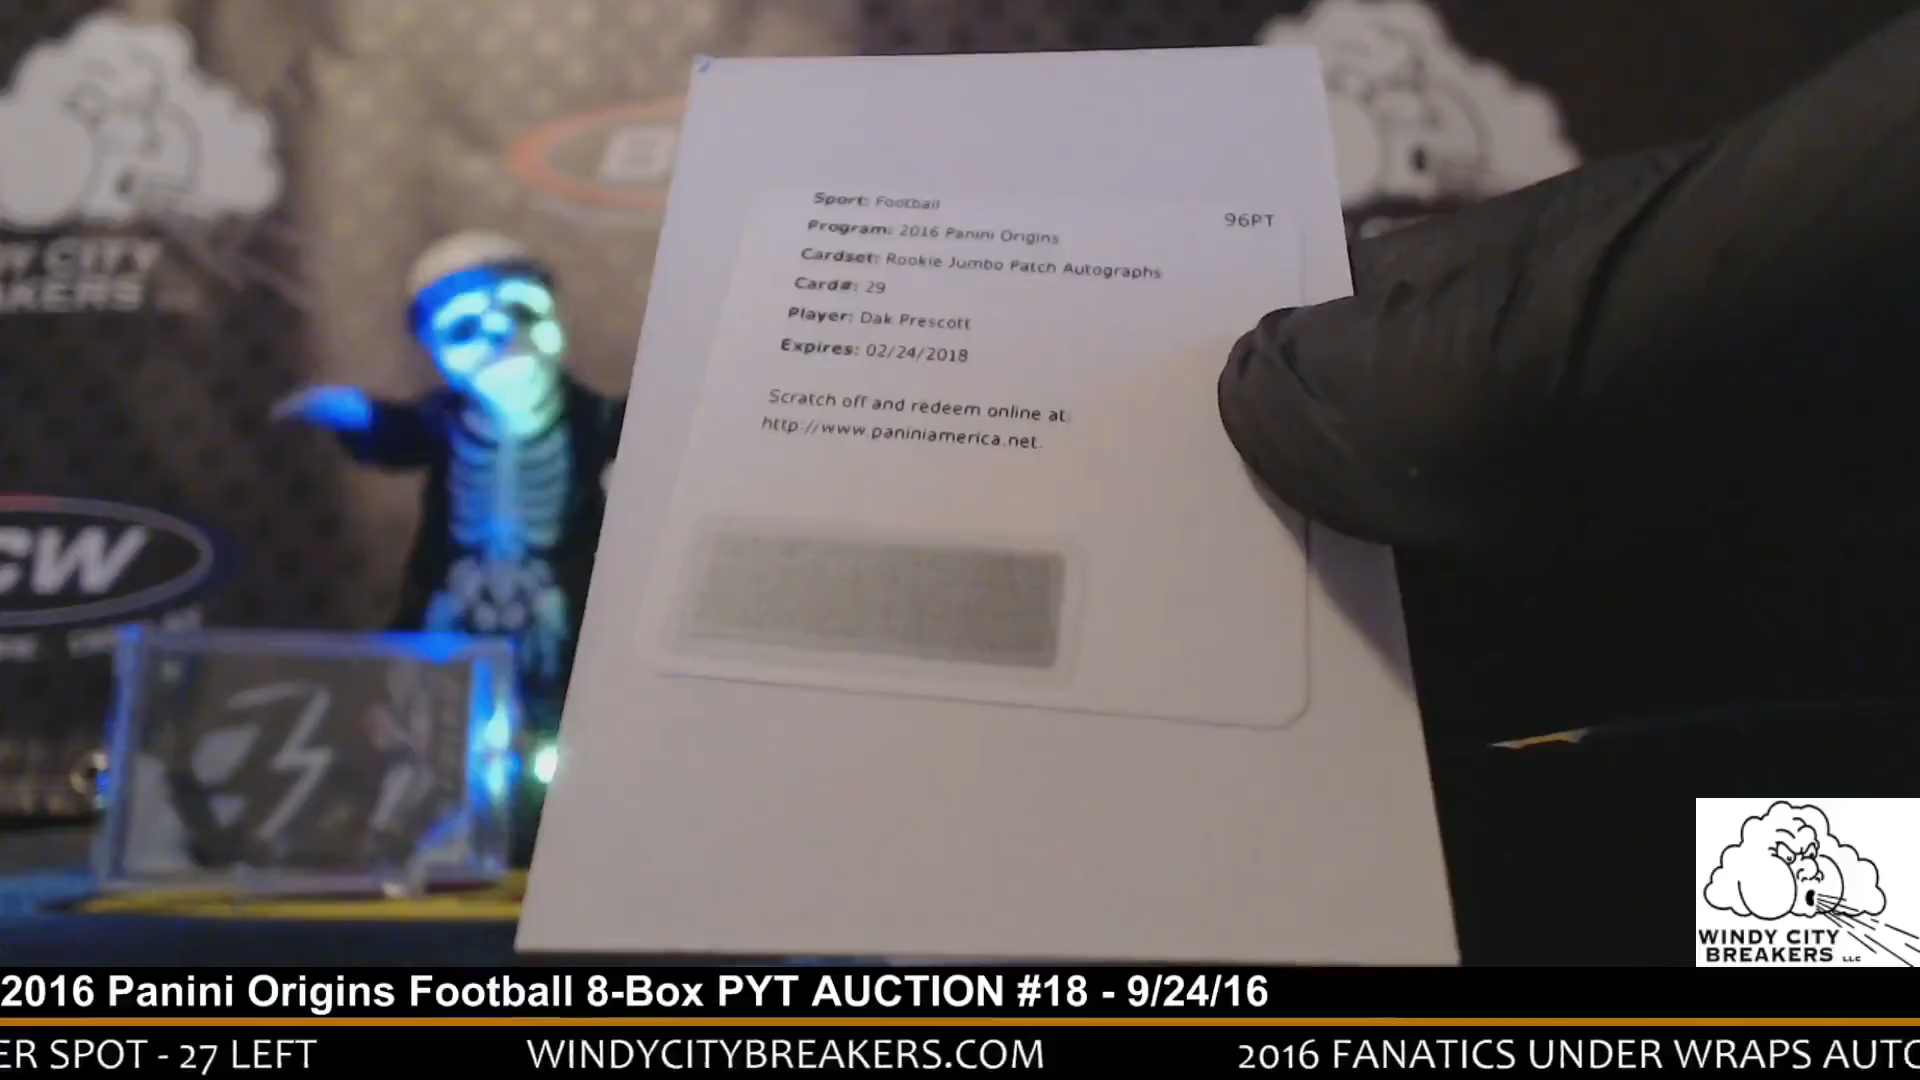 Sport: Football
96PT
Program: 2016 Panini Origins
Cardset: Rookie Jumbo Patch Autographs
Card#: 29
Player: Dak Prescott
Expires: 02/24/2018
Scratch off and redeem online at:
http://www.paniniamerica.net.
CITY
CW
WINDY CITY
BREAKERS LLC
2016 Panini Origins Football 8-Box PYT AUCTION #18 - 9/24/16
ER SPOT - 27 LEFT
WINDYCITYBREAKERS.COM
2016 FANATICS UNDER WRAPS AUTO